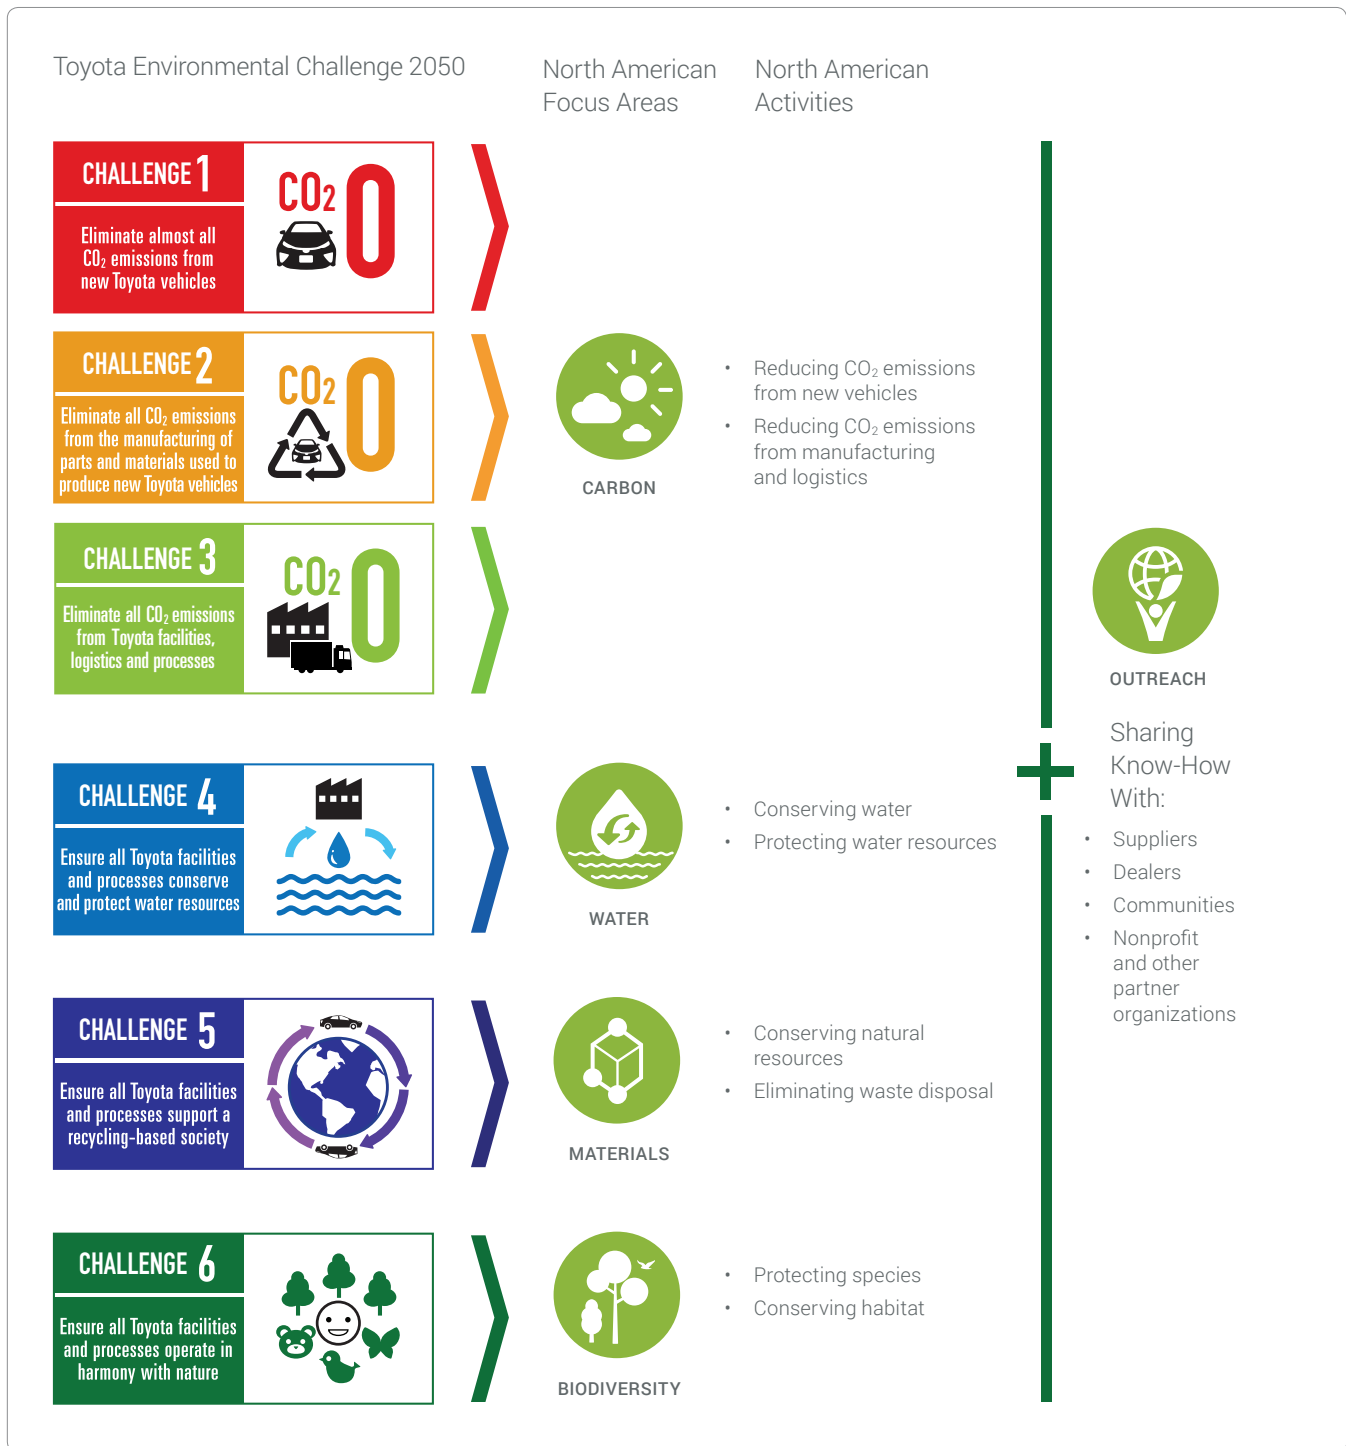 Toyota Environmental Challenge 2050
North American
Focus Areas
North American
Activities
CHALLENGE 1
Eliminate almost all
CO₂ emissions from
new Toyota vehicles
CO₂ 0
CHALLENGE 2
Eliminate all CO₂ emissions
from the manufacturing of
parts and materials used to
produce new Toyota vehicles
CO₂ 0
CHALLENGE 3
Eliminate all CO₂ emissions
from Toyota facilities,
logistics and processes
CO₂ 0
CARBON
• Reducing CO₂ emissions
from new vehicles
• Reducing CO₂ emissions
from manufacturing
and logistics
CHALLENGE 4
Ensure all Toyota facilities
and processes conserve
and protect water resources
WATER
• Conserving water
• Protecting water resources
CHALLENGE 5
Ensure all Toyota facilities
and processes support a
recycling-based society
MATERIALS
• Conserving natural
resources
• Eliminating waste disposal
CHALLENGE 6
Ensure all Toyota facilities
and processes operate in
harmony with nature
BIODIVERSITY
• Protecting species
• Conserving habitat
OUTREACH
Sharing
Know-How
With:
• Suppliers
• Dealers
• Communities
• Nonprofit
and other
partner
organizations